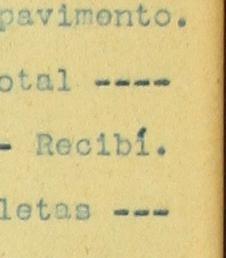 pavimento.
otal ----
- Recibí.
letas ---